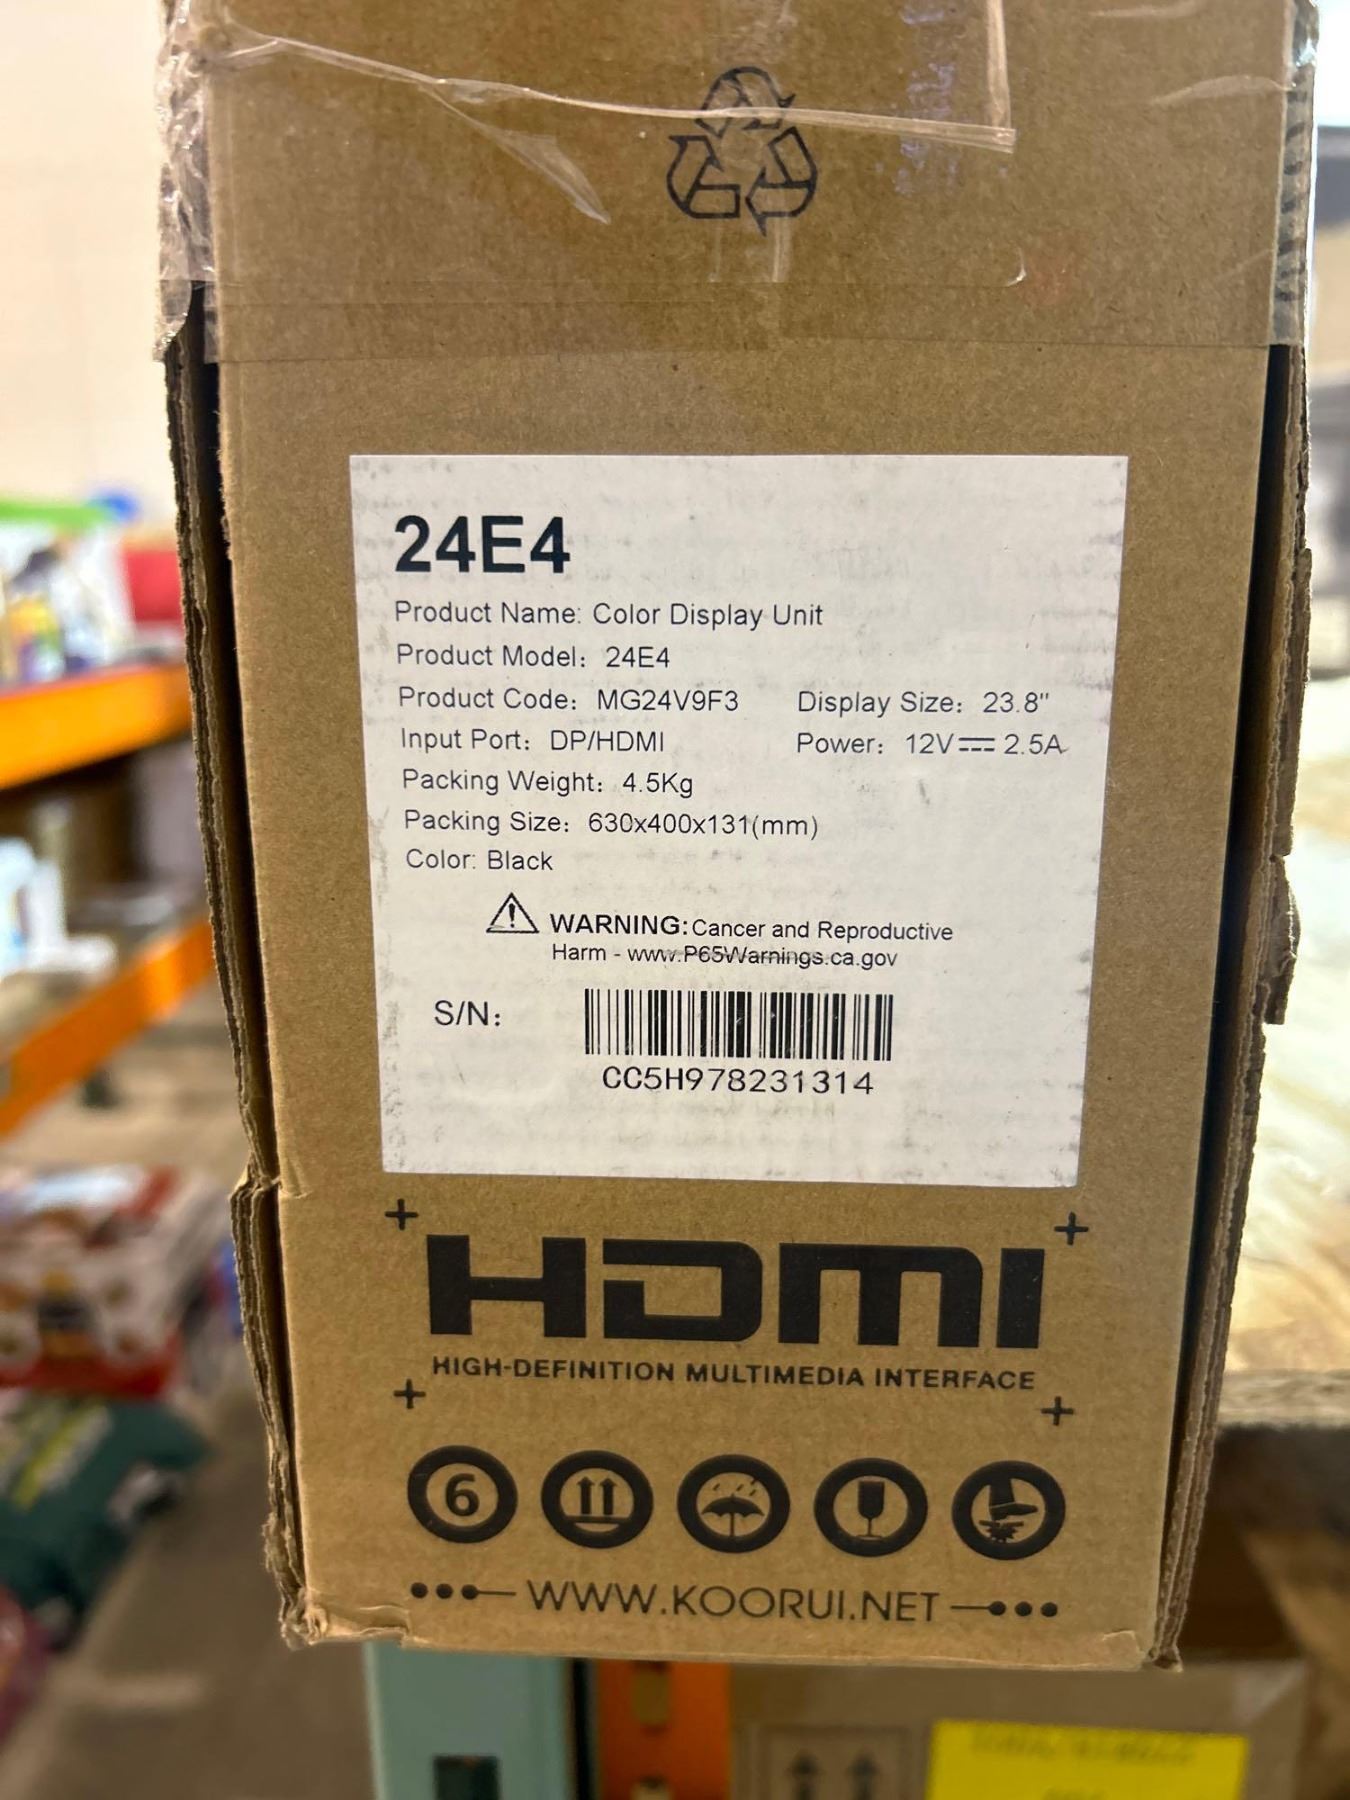 24E4
Product Name: Color Display Unit
Product Model: 24E4
Product Code: MG24V9F3 Display Size: 23.8"
Input Port: DP/HDMI Power: 12V⎓2.5A
Packing Weight: 4.5Kg
Packing Size: 630x400x131(mm)
Color: Black
WARNING: Cancer and Reproductive
Harm - www.P65Warnings.ca.gov
S/N:
CC5H978231314
HDMI
HIGH-DEFINITION MULTIMEDIA INTERFACE
6
WWW.KOORUI.NET